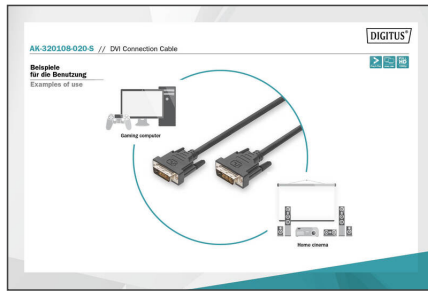 DIGITUS®
AK-320108-020-S // DVI Connection Cable
Beispiele
für die Benutzung
Examples of use
Gaming computer
Home cinema